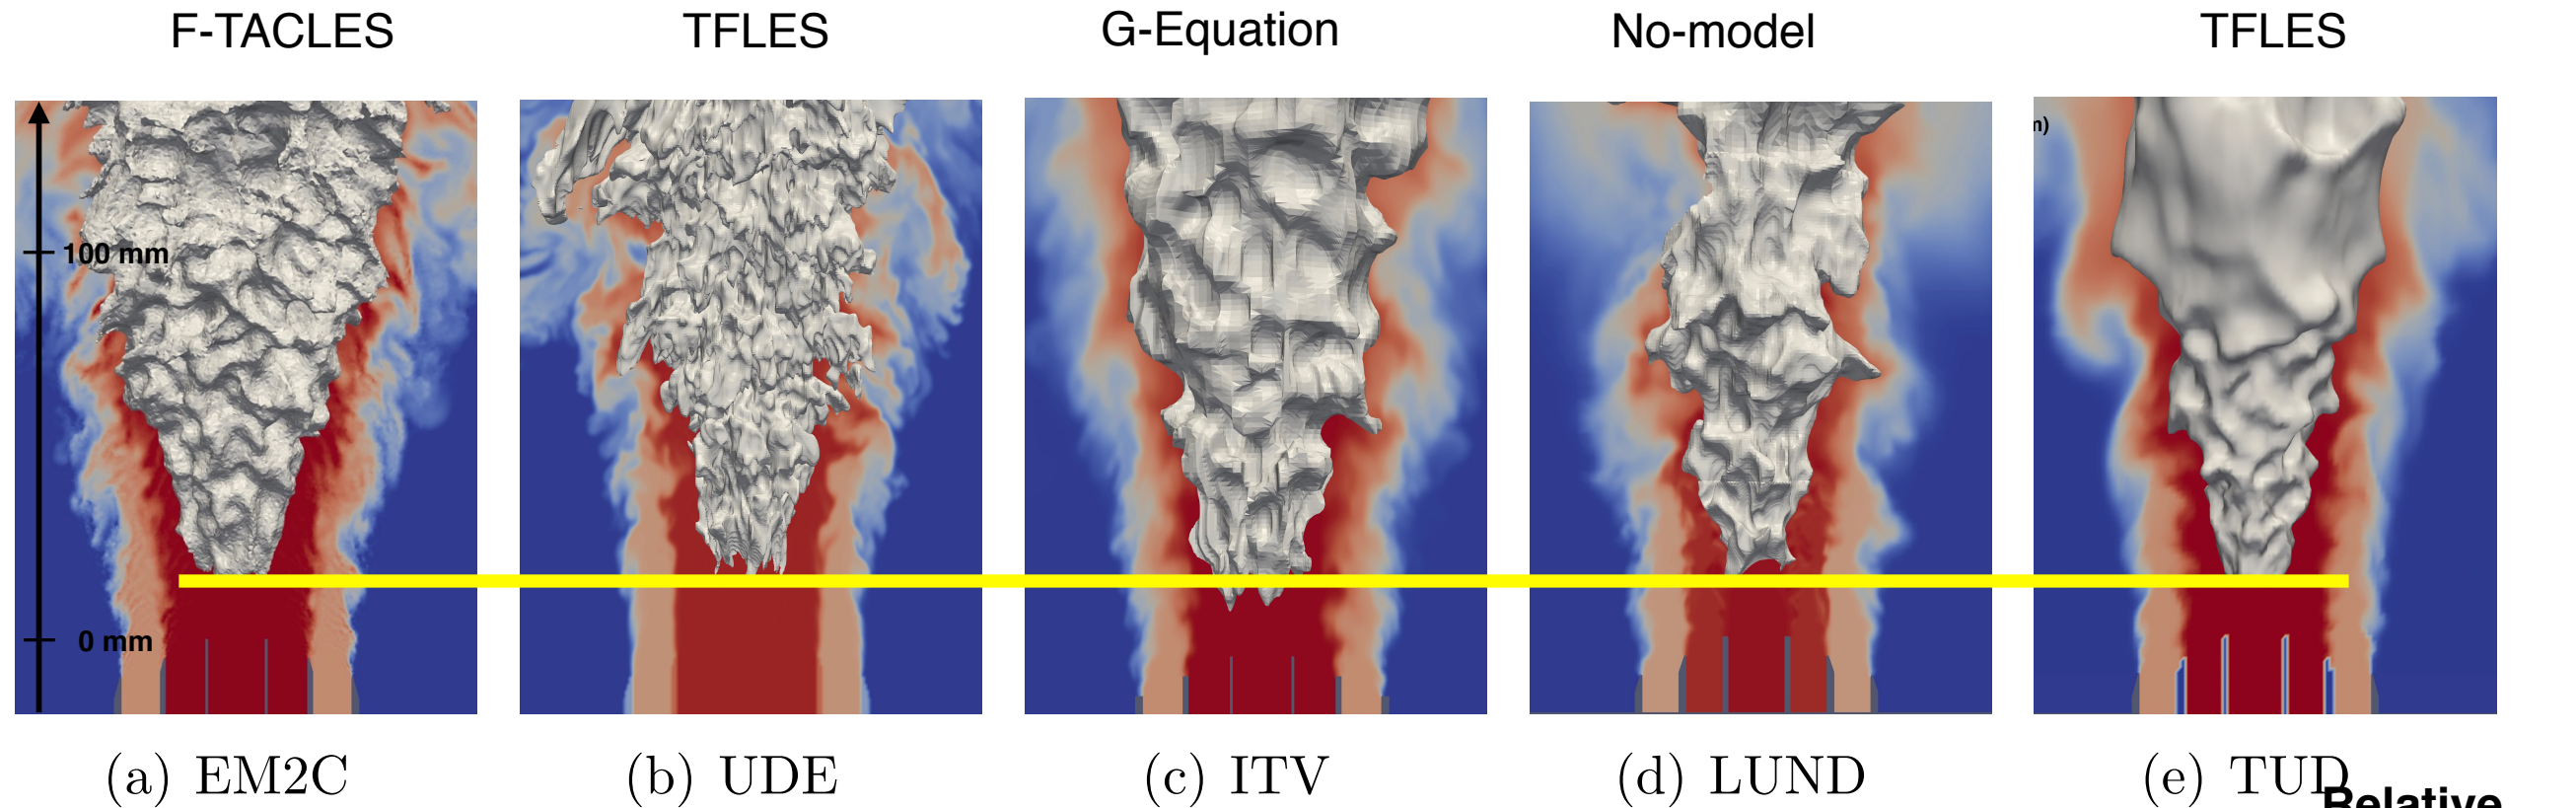 F-TACLES
TFLES
G-Equation
No-model
TFLES
m)
100 mm
0 mm
(a) EM2C
(b) UDE
(c) ITV
(d) LUND
(e) TUD
Relative